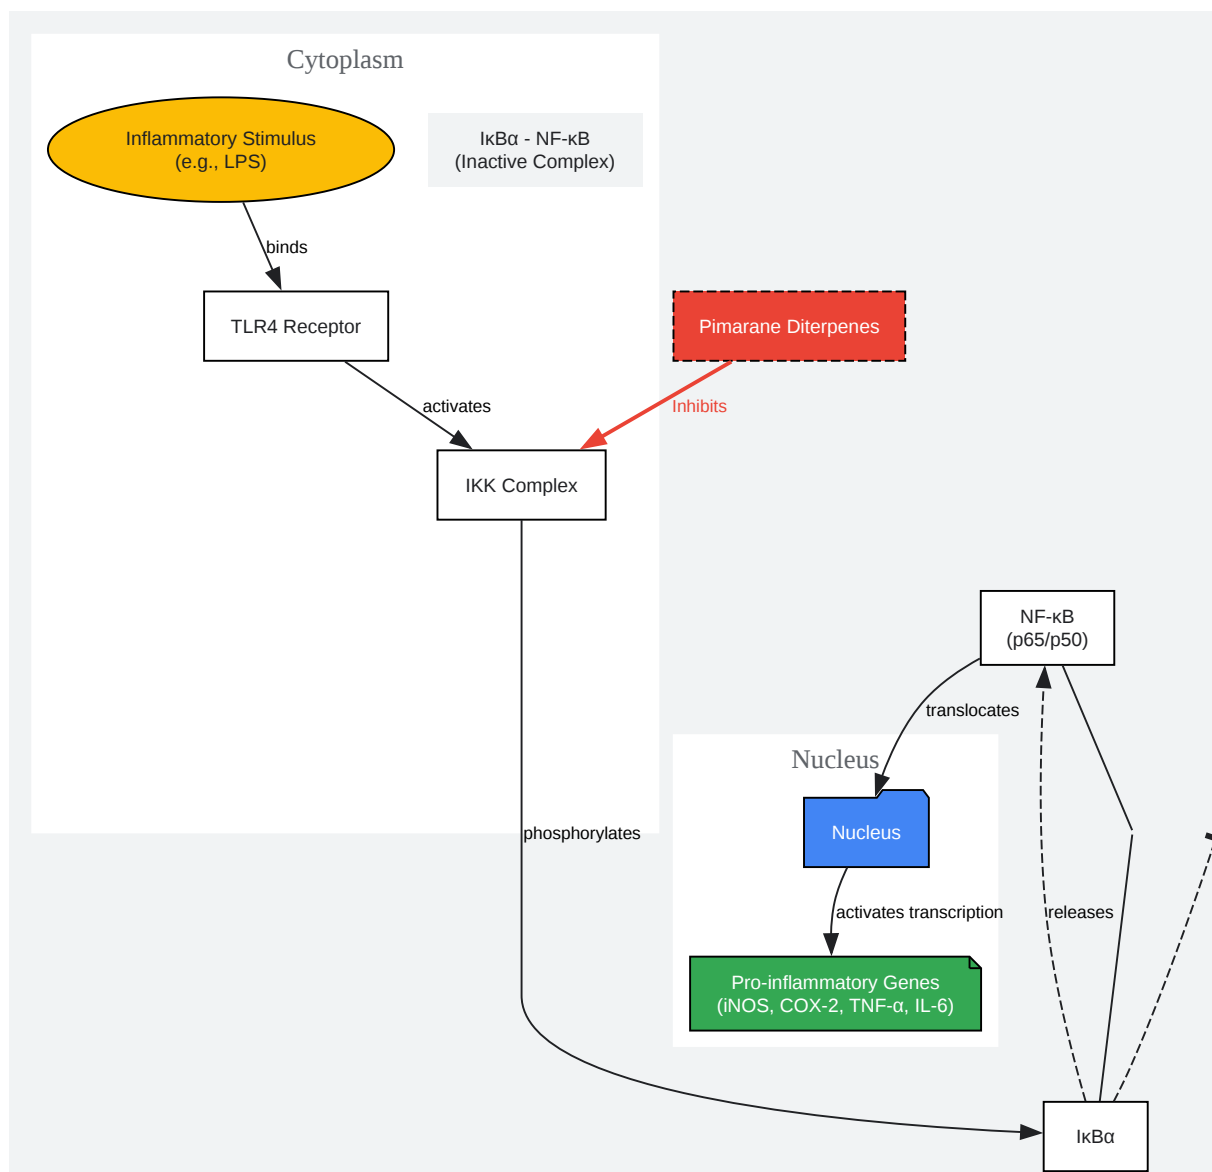 Cytoplasm
Inflammatory Stimulus
(e.g., LPS)
IκBα - NF-κB
(Inactive Complex)
binds
TLR4 Receptor
Pimarane Diterpenes
activates
Inhibits
IKK Complex
NF-κB
(p65/p50)
translocates
Nucleus
phosphorylates
Nucleus
activates transcription
releases
Pro-inflammatory Genes
(iNOS, COX-2, TNF-α, IL-6)
IκBα